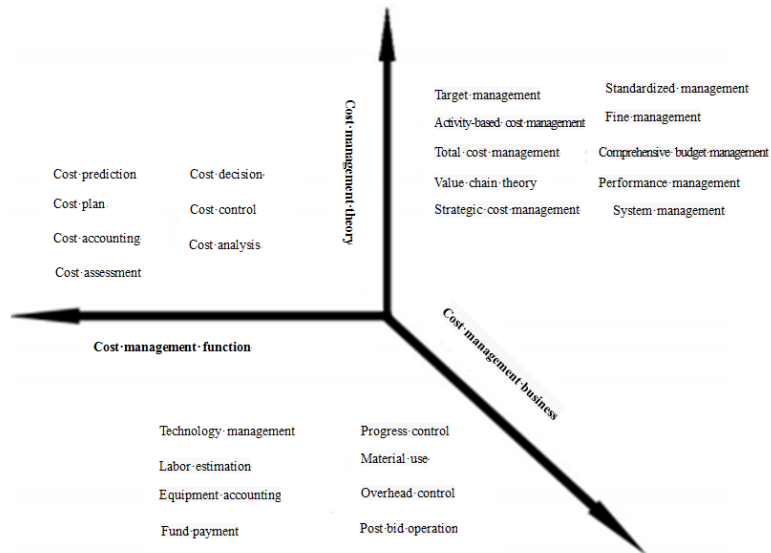 Cost management theory
Target management
Standardized management
Activity-based cost management
Fine management
Total cost management
Comprehensive budget management
Value chain theory
Performance management
Strategic cost management
System management
Cost prediction
Cost decision
Cost plan
Cost control
Cost accounting
Cost analysis
Cost assessment
Cost management function
Cost management business
Technology management
Progress control
Labor estimation
Material use
Equipment accounting
Overhead control
Fund payment
Post bid operation